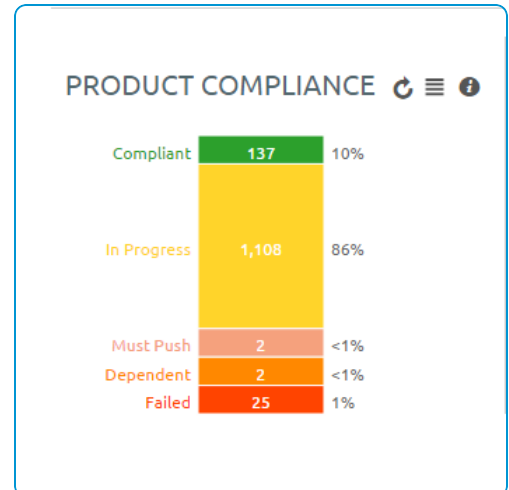 PRODUCT COMPLIANCE
Compliant 137 10%
In Progress 1,108 86%
Must Push 2 <1%
Dependent 2 <1%
Failed 25 1%